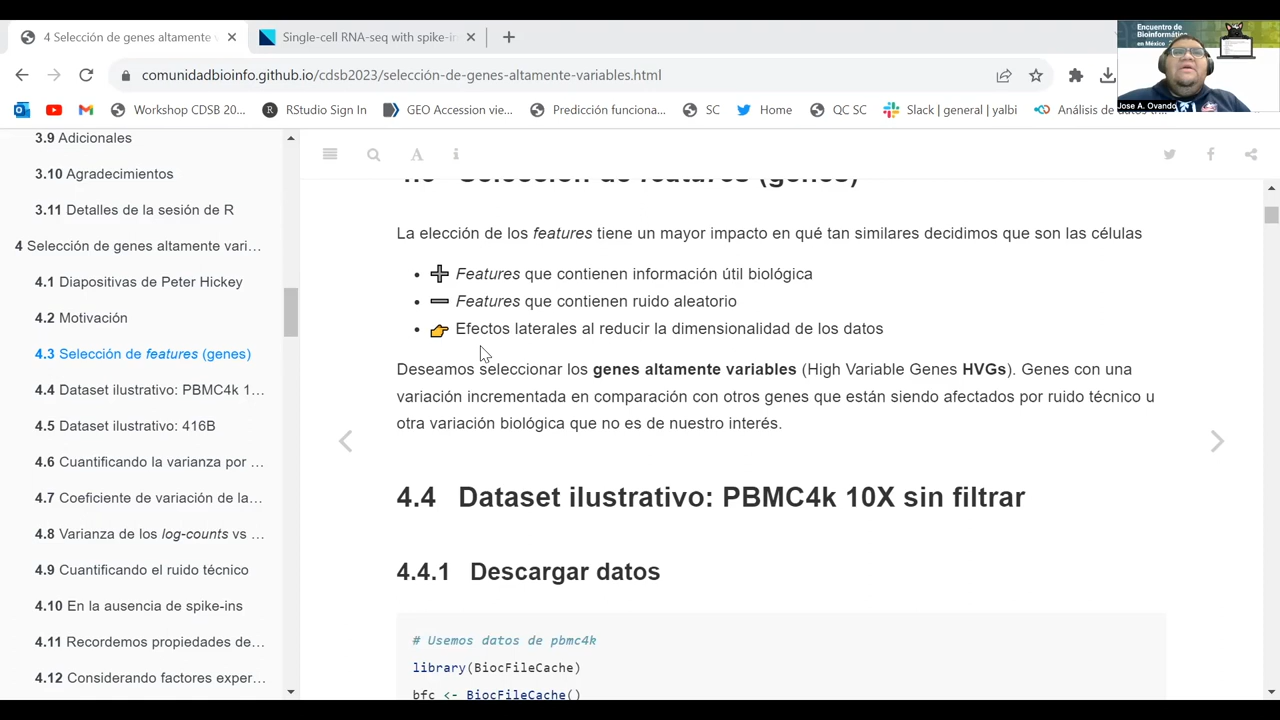 4 Selección de genes altamente v
Single-cell RNA-seq with spike-in
Encuentro de
Bioinformática
en México
Jose A. Ovando
comunidadbioinfo.github.io/cdsb2023/selección-de-genes-altamente-variables.html
Workshop CDSB 20...
RStudio Sign In
GEO Accession vie...
Predicción funciona...
SC
Home
QC SC
Slack | general | yalbi
3.9 Adicionales
3.10 Agradecimientos
3.11 Detalles de la sesión de R
4 Selección de genes altamente vari...
4.1 Diapositivas de Peter Hickey
4.2 Motivación
4.3 Selección de features (genes)
4.4 Dataset ilustrativo: PBMC4k 1...
4.5 Dataset ilustrativo: 416B
4.6 Cuantificando la varianza por ...
4.7 Coeficiente de variación de la...
4.8 Varianza de los log-counts vs ...
4.9 Cuantificando el ruido técnico
4.10 En la ausencia de spike-ins
4.11 Recordemos propiedades de...
4.12 Considerando factores exper...
Selección de features (genes)
La elección de los features tiene un mayor impacto en qué tan similares decidimos que son las células
• ➕ Features que contienen información útil biológica
• ➖ Features que contienen ruido aleatorio
• 👉 Efectos laterales al reducir la dimensionalidad de los datos
Deseamos seleccionar los genes altamente variables (High Variable Genes HVGs). Genes con una
variación incrementada en comparación con otros genes que están siendo afectados por ruido técnico u
otra variación biológica que no es de nuestro interés.
4.4 Dataset ilustrativo: PBMC4k 10X sin filtrar
4.4.1 Descargar datos
# Usemos datos de pbmc4k
library(BiocFileCache)
bfc <- BiocFileCache()